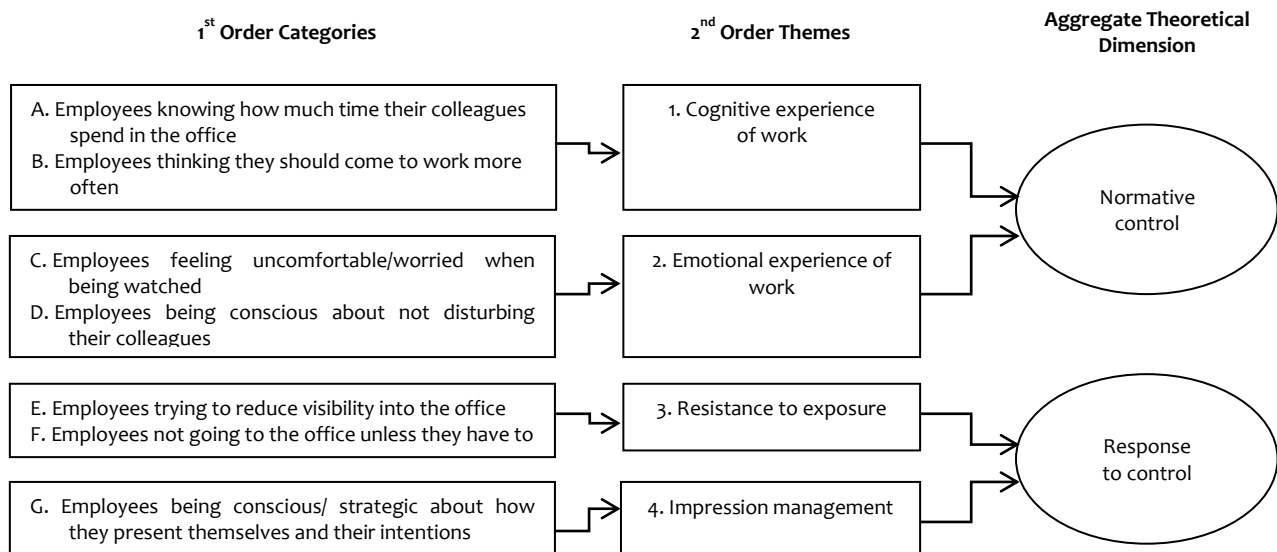 1st Order Categories
2nd Order Themes
Aggregate Theoretical
Dimension
A. Employees knowing how much time their colleagues
spend in the office
B. Employees thinking they should come to work more
often
1. Cognitive experience
of work
Normative
control
C. Employees feeling uncomfortable/worried when
being watched
D. Employees being conscious about not disturbing
their colleagues
2. Emotional experience of
work
E. Employees trying to reduce visibility into the office
F. Employees not going to the office unless they have to
3. Resistance to exposure
Response
to control
G. Employees being conscious/ strategic about how
they present themselves and their intentions
4. Impression management